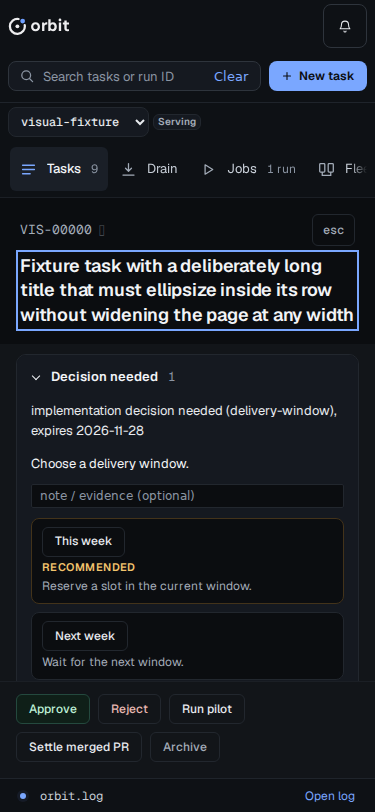 orbit
Search tasks or run ID
Clear
+ New task
visual-fixture
Serving
Tasks 9
Drain
Jobs 1 run
Flee
VIS-00000
esc
Fixture task with a deliberately long
title that must ellipsize inside its row
without widening the page at any width
Decision needed 1
implementation decision needed (delivery-window),
expires 2026-11-28
Choose a delivery window.
note / evidence (optional)
This week
RECOMMENDED
Reserve a slot in the current window.
Next week
Wait for the next window.
Approve
Reject
Run pilot
Settle merged PR
Archive
orbit.log
Open log